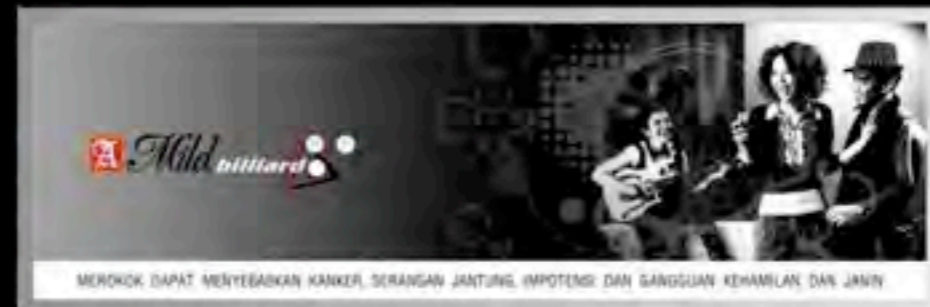 A Mild billiard
MEROKOK DAPAT MENYEBABKAN KANKER, SERANGAN JANTUNG, IMPOTENSI DAN GANGGUAN KEHAMILAN DAN JANIN